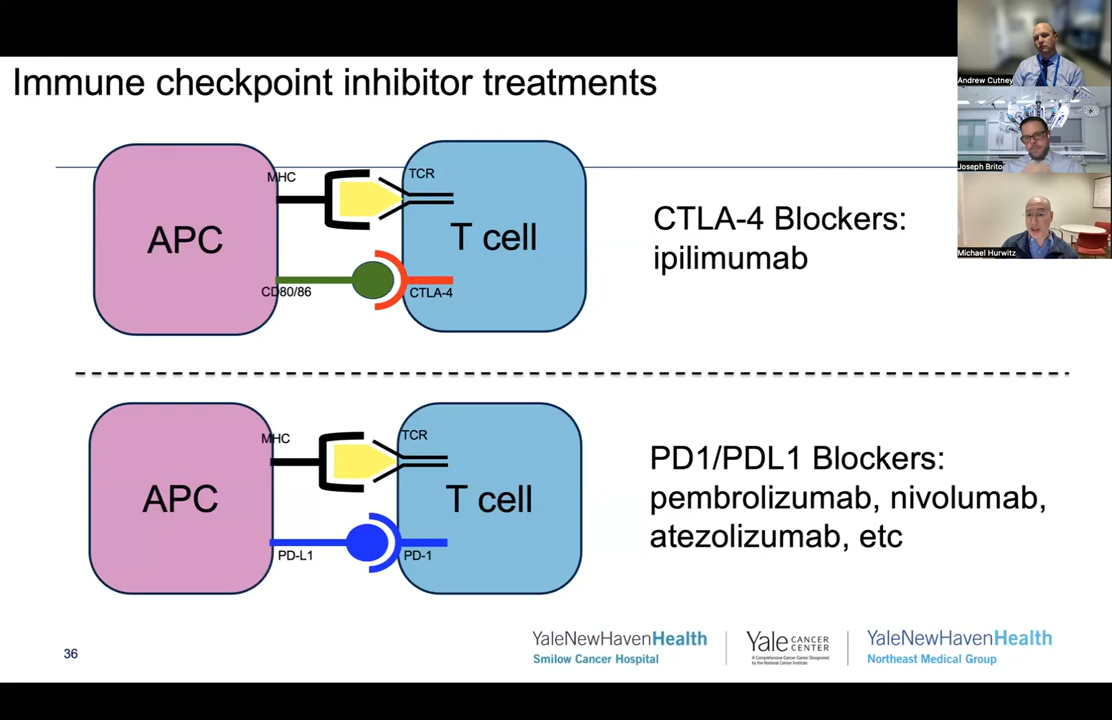 Immune checkpoint inhibitor treatments
Andrew Cutney
Joseph Brito
Michael Hurwitz
MHC
TCR
APC
T cell
CD80/86
CTLA-4
CTLA-4 Blockers:
ipilimumab
MHC
TCR
APC
T cell
PD-L1
PD-1
PD1/PDL1 Blockers:
pembrolizumab, nivolumab,
atezolizumab, etc
36
YaleNewHavenHealth
Smilow Cancer Hospital
Yale CANCER
CENTER
A Comprehensive Cancer Center Designated
by the National Cancer Institute
YaleNewHavenHealth
Northeast Medical Group